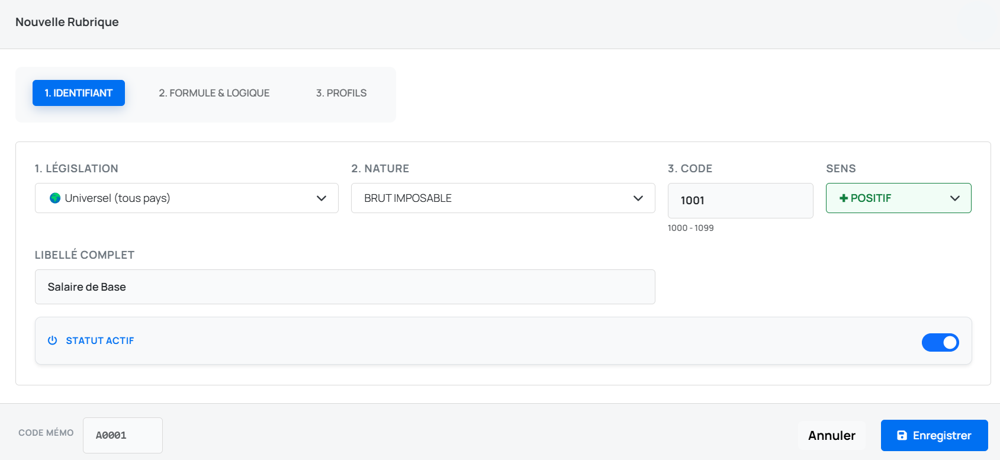 Nouvelle Rubrique
1. IDENTIFIANT
2. FORMULE & LOGIQUE
3. PROFILS
1. LÉGISLATION
2. NATURE
3. CODE
SENS
Universel (tous pays)
BRUT IMPOSABLE
1001
+ POSITIF
1000 - 1099
LIBELLÉ COMPLET
Salaire de Base
STATUT ACTIF
CODE MÉMO
A0001
Annuler
Enregistrer